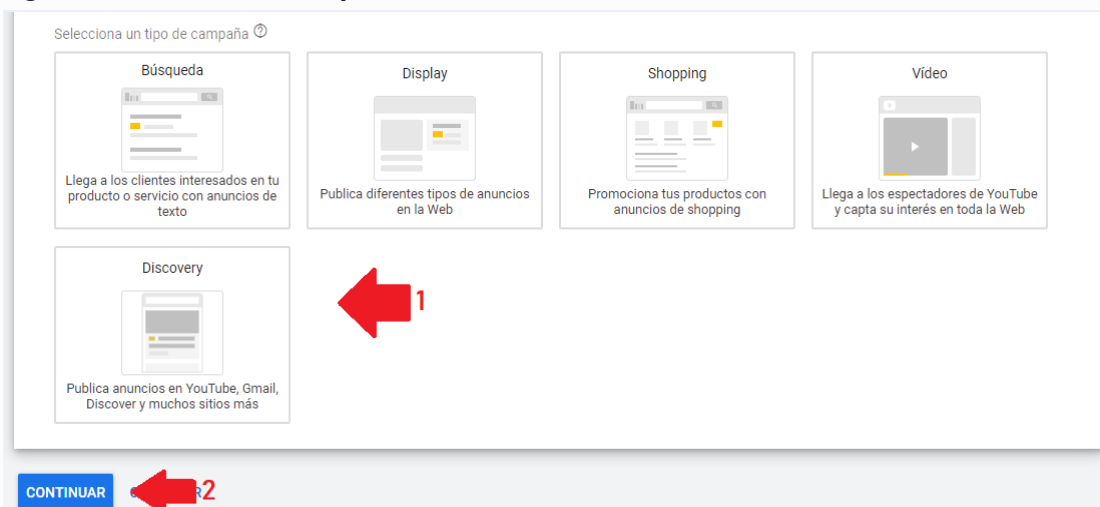 Selecciona un tipo de campaña
Búsqueda
Llega a los clientes interesados en tu
producto o servicio con anuncios de
texto
Display
Publica diferentes tipos de anuncios
en la Web
Shopping
Promociona tus productos con
anuncios de shopping
Vídeo
Llega a los espectadores de YouTube
y capta su interés en toda la Web
Discovery
Publica anuncios en YouTube, Gmail,
Discover y muchos sitios más
1
CONTINUAR
2